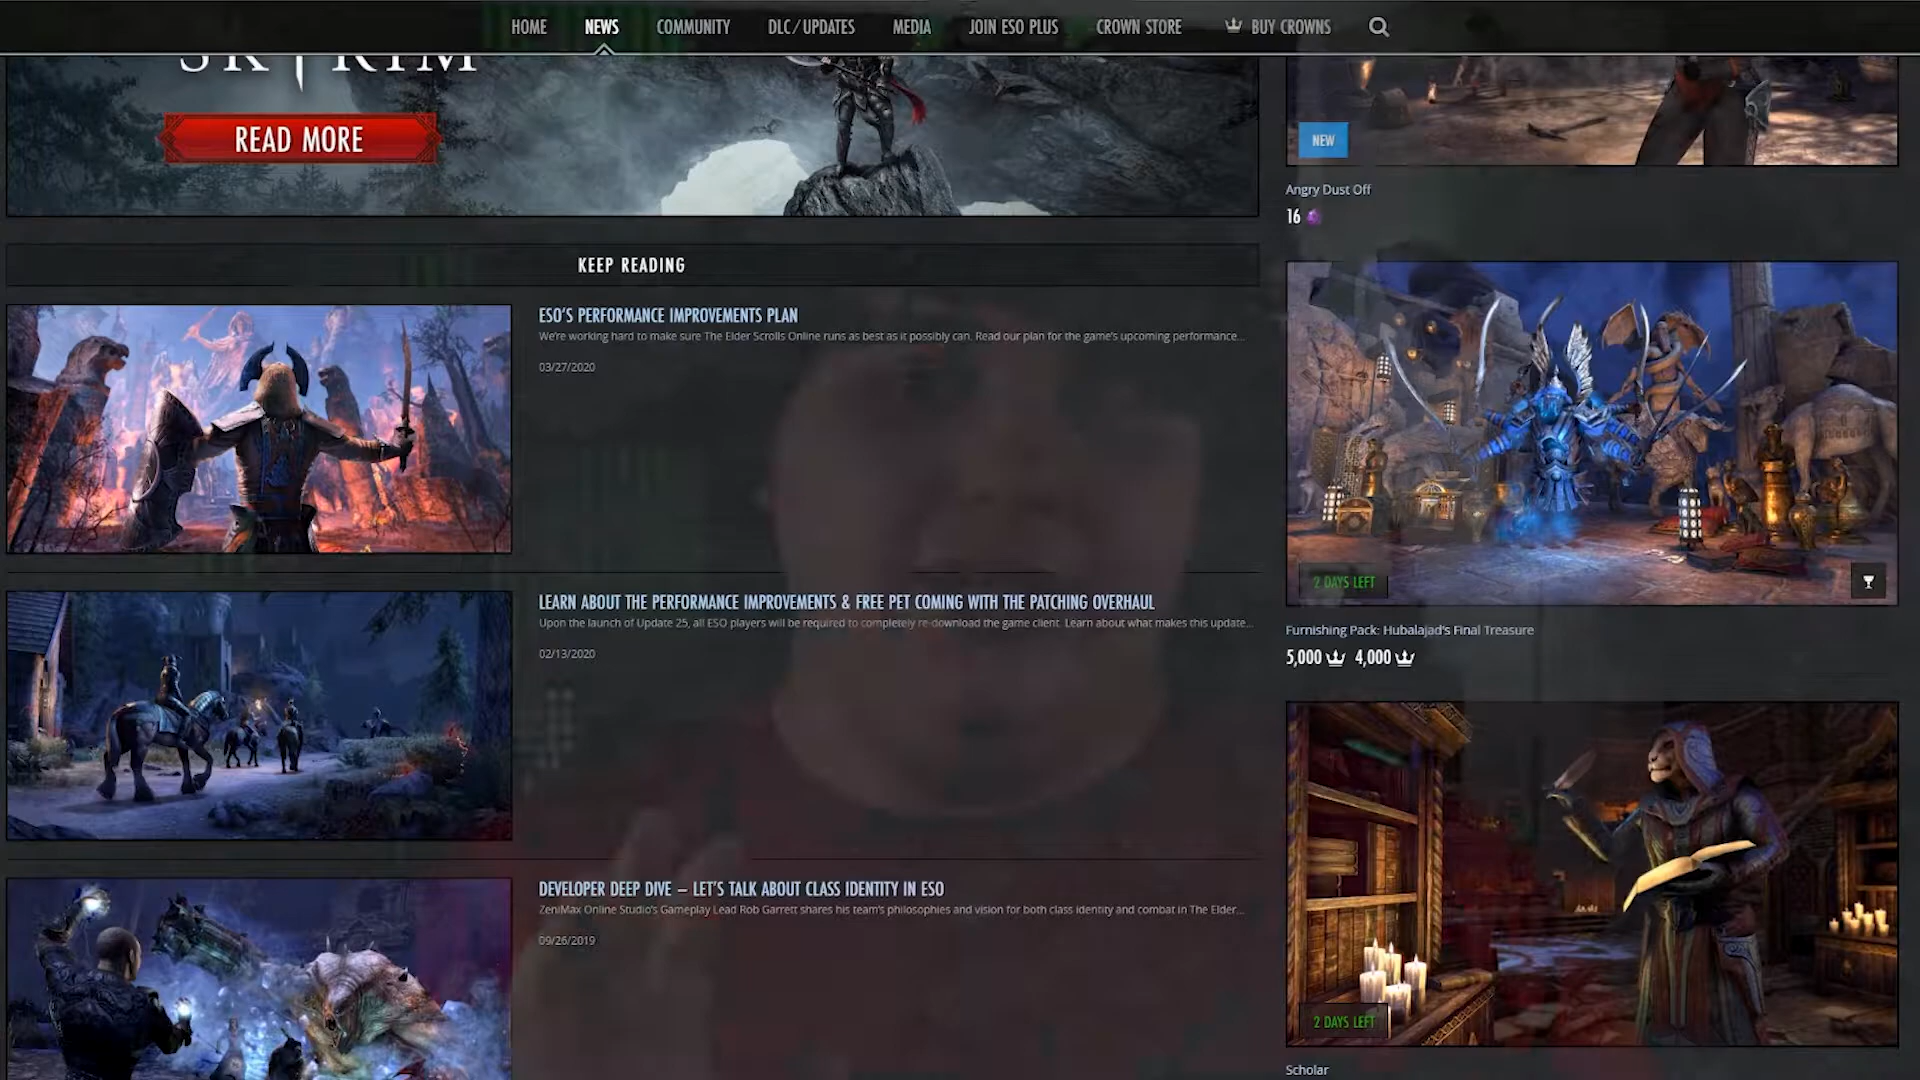 HOME NEWS COMMUNITY DLC/UPDATES MEDIA JOIN ESO PLUS CROWN STORE BUY CROWNS
SKYRIM
READ MORE
KEEP READING
ESO'S PERFORMANCE IMPROVEMENTS PLAN
We're working hard to make sure The Elder Scrolls Online runs as best as it possibly can. Read our plan for the game's upcoming performance...
03/27/2020
LEARN ABOUT THE PERFORMANCE IMPROVEMENTS & FREE PET COMING WITH THE PATCHING OVERHAUL
Upon the launch of Update 25, all ESO players will be required to completely re-download the game client. Learn about what makes this update...
02/13/2020
DEVELOPER DEEP DIVE – LET'S TALK ABOUT CLASS IDENTITY IN ESO
ZeniMax Online Studio's Gameplay Lead Rob Garrett shares his team's philosophies and vision for both class identity and combat in The Elder...
09/26/2019
NEW
Angry Dust Off
16
2 DAYS LEFT
Furnishing Pack: Hubalajad's Final Treasure
5,000 4,000
2 DAYS LEFT
Scholar